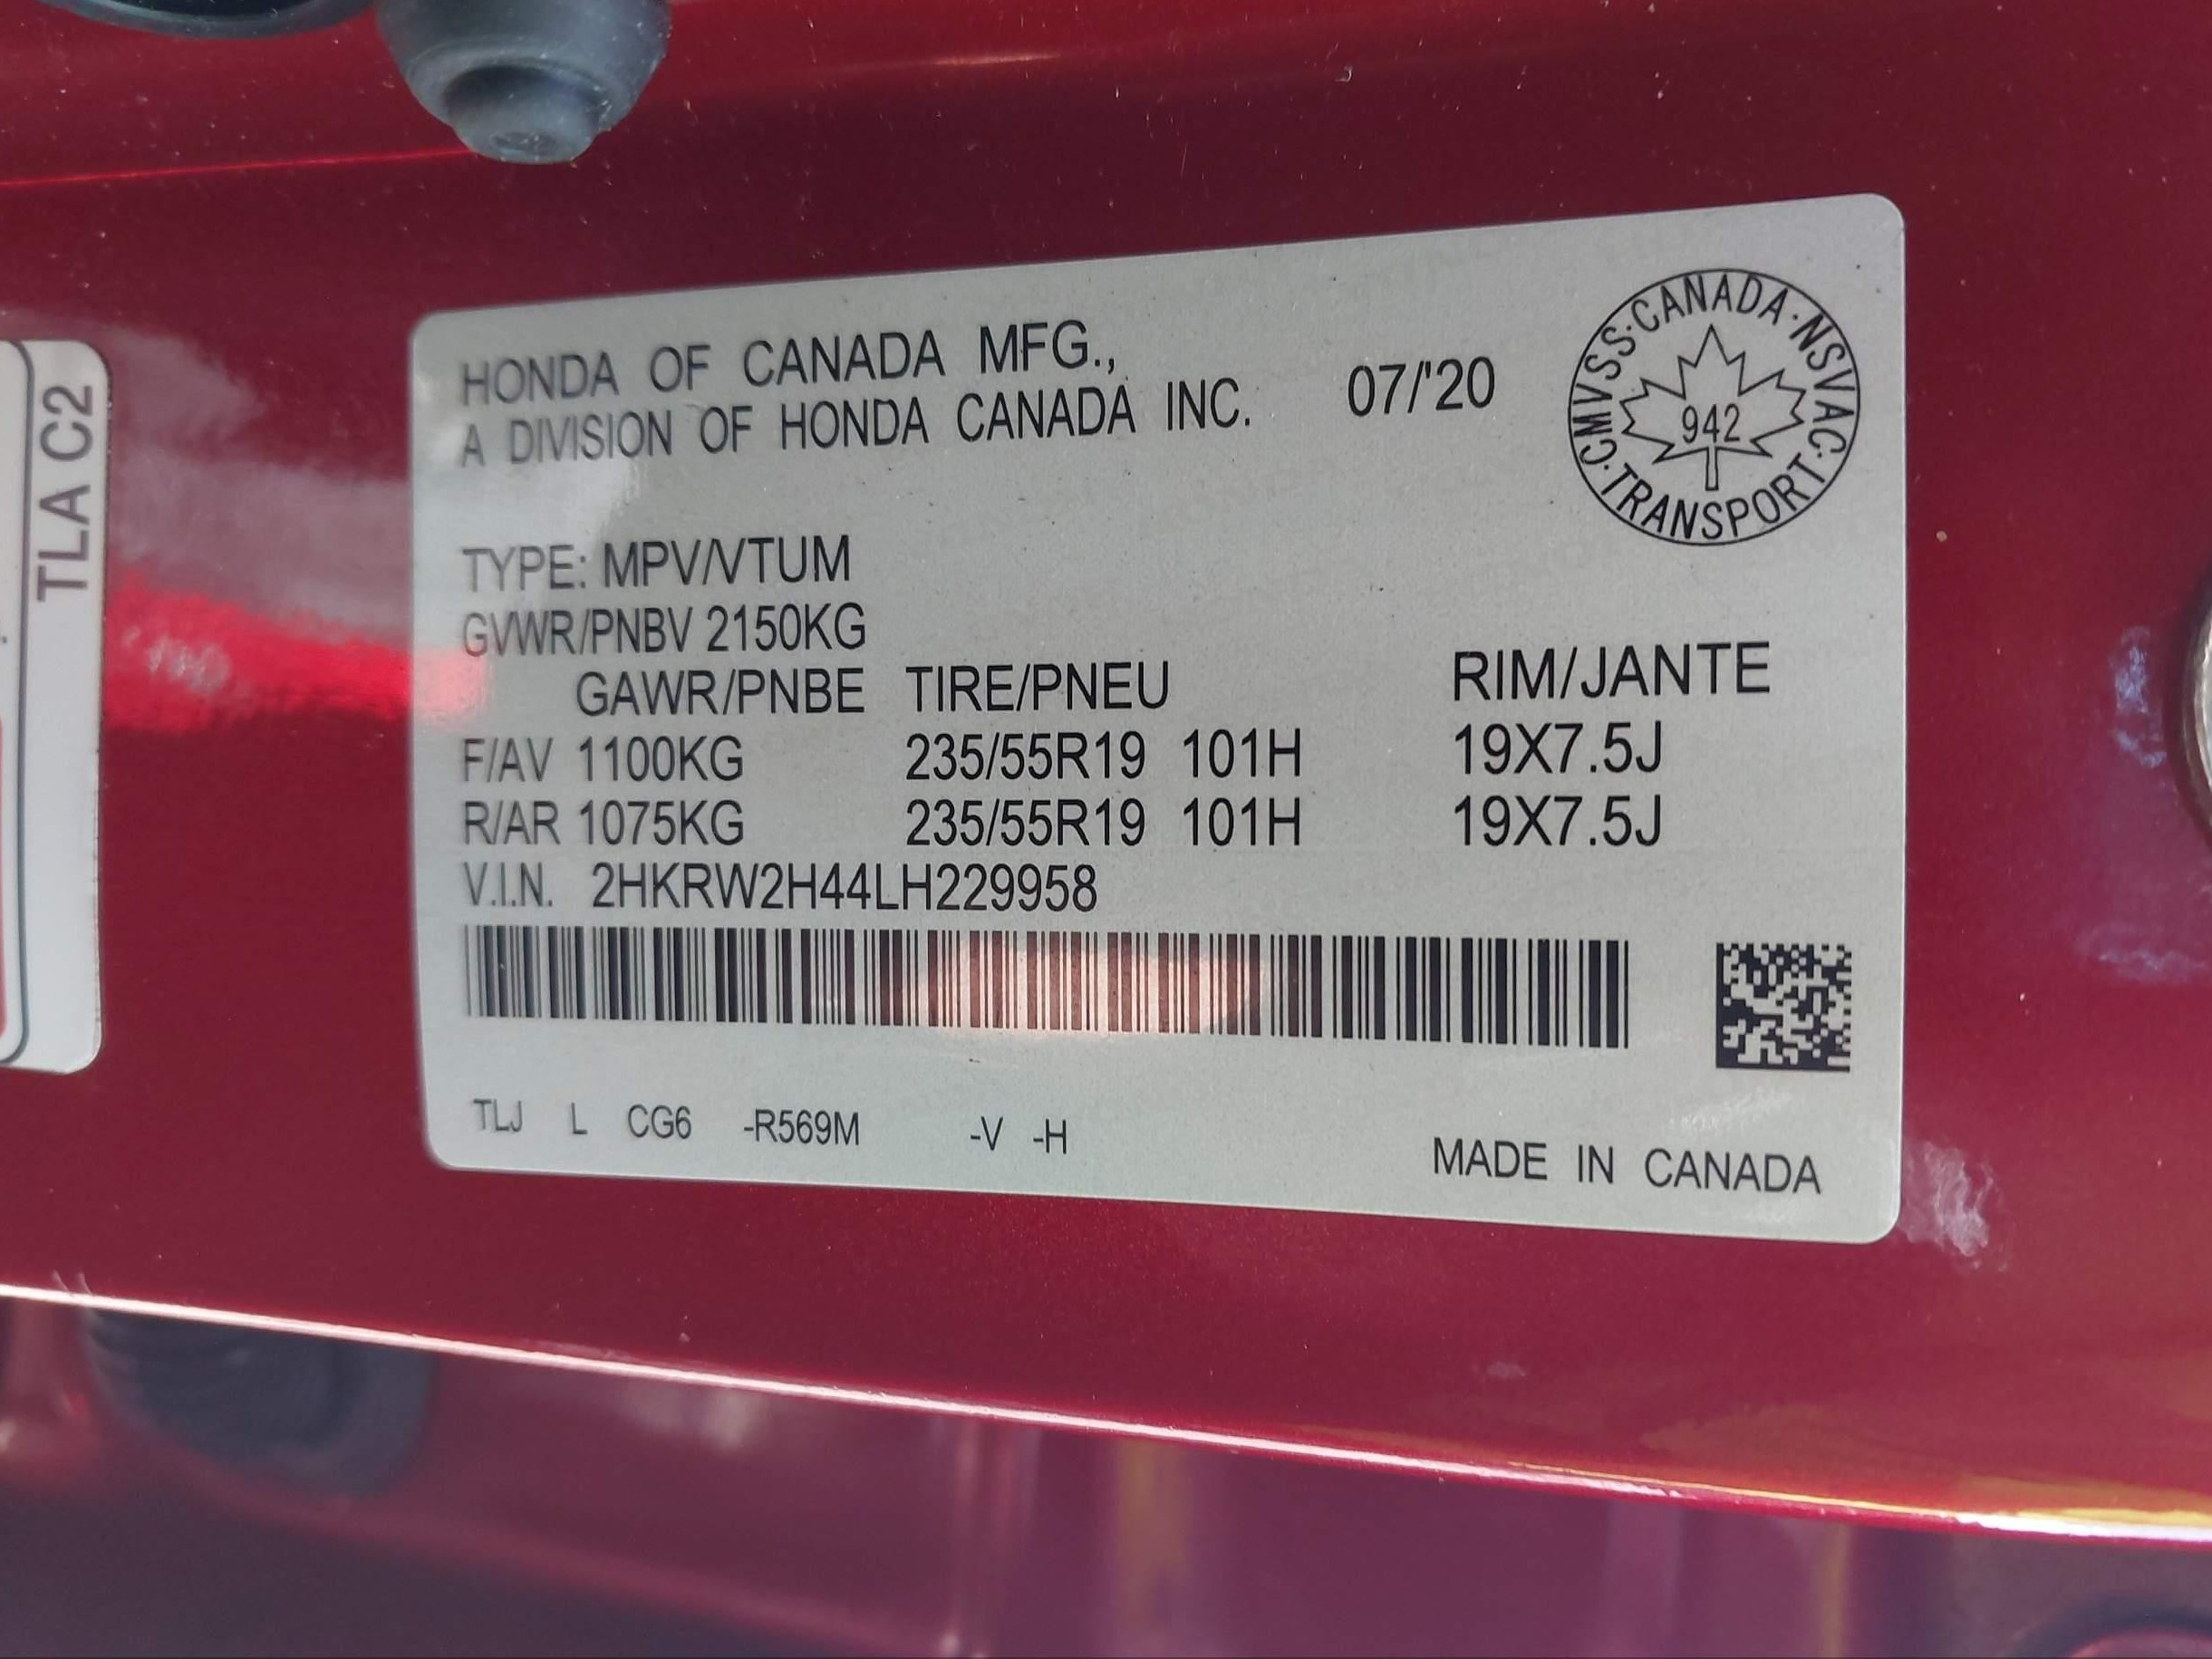 TLA C2
HONDA OF CANADA MFG.,
A DIVISION OF HONDA CANADA INC.
07/'20
CMVSS·CANADA·NSVAC·TRANSPORT·
942
TYPE: MPV/VTUM
GVWR/PNBV 2150KG
GAWR/PNBE TIRE/PNEU RIM/JANTE
F/AV 1100KG 235/55R19 101H 19X7.5J
R/AR 1075KG 235/55R19 101H 19X7.5J
V.I.N. 2HKRW2H44LH229958
TLJ L CG6 -R569M -V -H
MADE IN CANADA